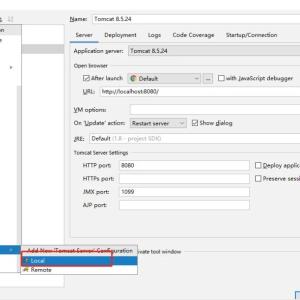 Name: Tomcat 8.5.24
Server Deployment Logs Code Coverage Startup/Connection
Application server: Tomcat 8.5.24
Open browser
After launch Default ... with JavaScript debugger
URL: http://localhost:8080/
VM options:
On 'Update' action: Restart server Show dialog
JRE: Default (1.8 - project SDK)
Tomcat Server Settings
HTTP port: 8080 Deploy applic
HTTPs port: Preserve session
JMX port: 1099
AJP port:
Add New 'Tomcat Server' Configuration
vate tool window
Local
Remote